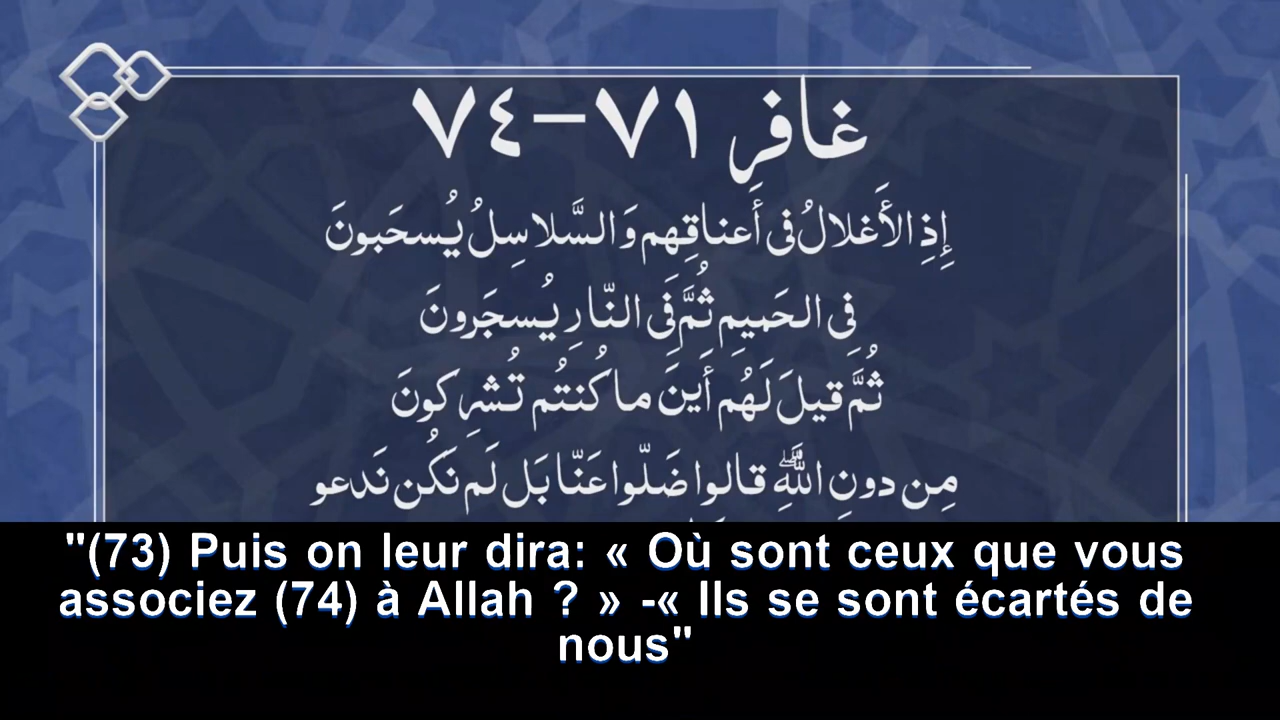 غافر ٧١–٧٤
إِذِ الأَغلالُ فى أَعناقِهِم وَالسَّلاسِلُ يُسحَبونَ
فِى الحَميمِ ثُمَّ فِى النّارِ يُسجَرونَ
ثُمَّ قيلَ لَهُم أَينَ ما كُنتُم تُشرِكونَ
مِن دونِ اللَّهِ قالوا ضَلّوا عَنّا بَل لَم نَكُن نَدعو
"(73) Puis on leur dira: « Où sont ceux que vous
associez (74) à Allah ? » -« Ils se sont écartés de
nous"